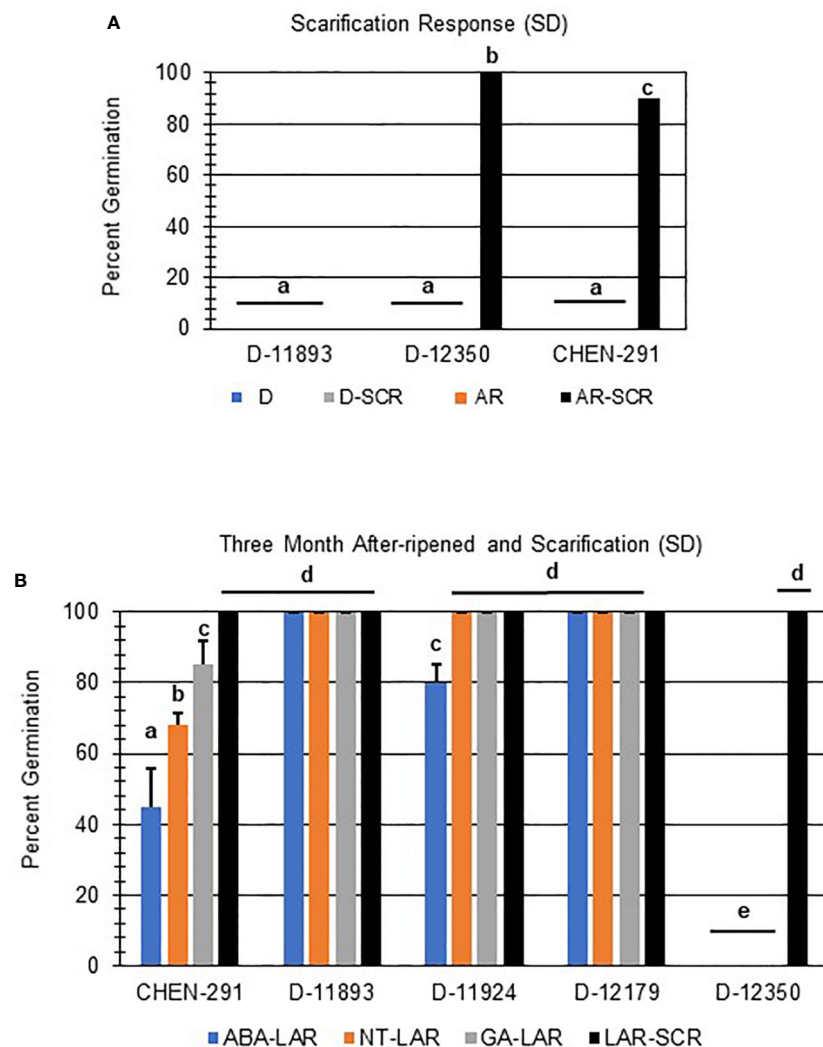 A
Scarification Response (SD)
Percent Germination
100
80
60
40
20
0
a
a
b
a
c
D-11893
D-12350
CHEN-291
D
D-SCR
AR
AR-SCR
B
Three Month After-ripened and Scarification (SD)
Percent Germination
100
80
60
40
20
0
a
b
c
d
c
d
e
d
CHEN-291
D-11893
D-11924
D-12179
D-12350
ABA-LAR
NT-LAR
GA-LAR
LAR-SCR